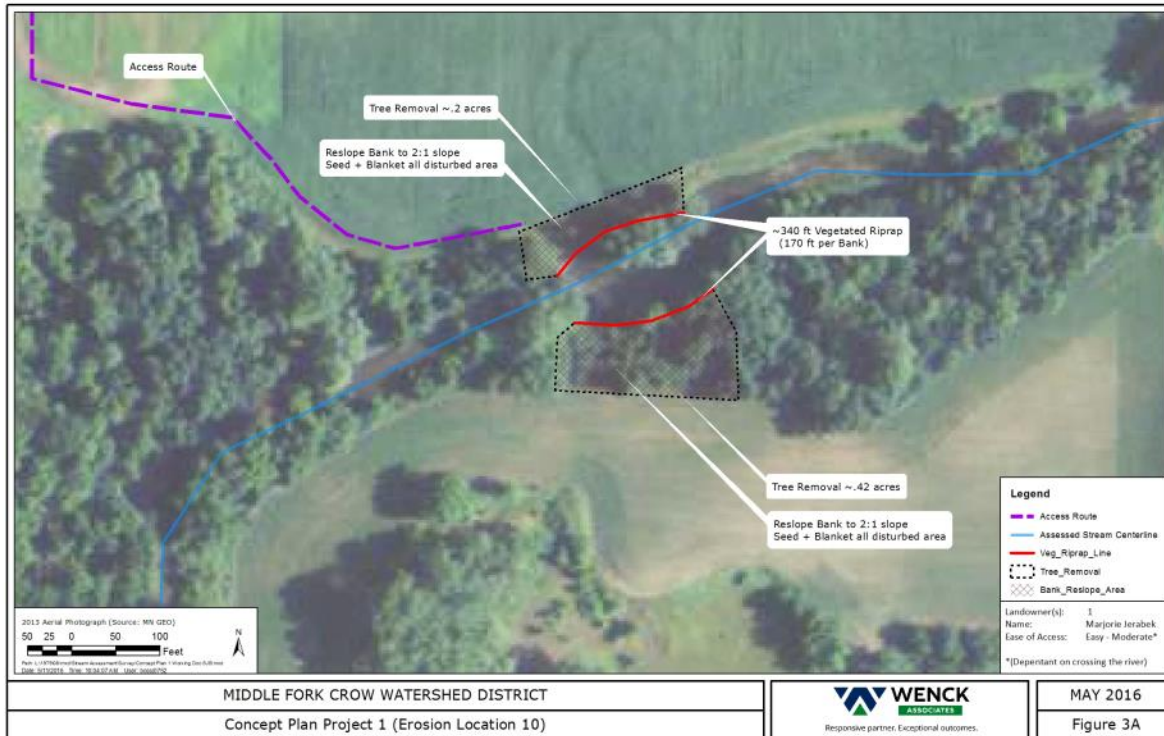 Access Route
Tree Removal ~.2 acres
Reslope Bank to 2:1 slope
Seed + Blanket all disturbed area
~340 ft Vegetated Riprap
(170 ft per Bank)
Tree Removal ~.42 acres
Reslope Bank to 2:1 slope
Seed + Blanket all disturbed area
Legend
Access Route
Assessed Stream Centerline
Veg_Riprap_Line
Tree_Removal
Bank_Reslope_Area
Landowner(s): 1
Name: Marjorie Jerabek
Ease of Access: Easy - Moderate*
*(Dependant on crossing the river)
2013 Aerial Photograph (Source: MN GEO)
50 25 0 50 100
Feet
N
MIDDLE FORK CROW WATERSHED DISTRICT
Concept Plan Project 1 (Erosion Location 10)
WENCK
ASSOCIATES
Responsive partner. Exceptional outcomes.
MAY 2016
Figure 3A